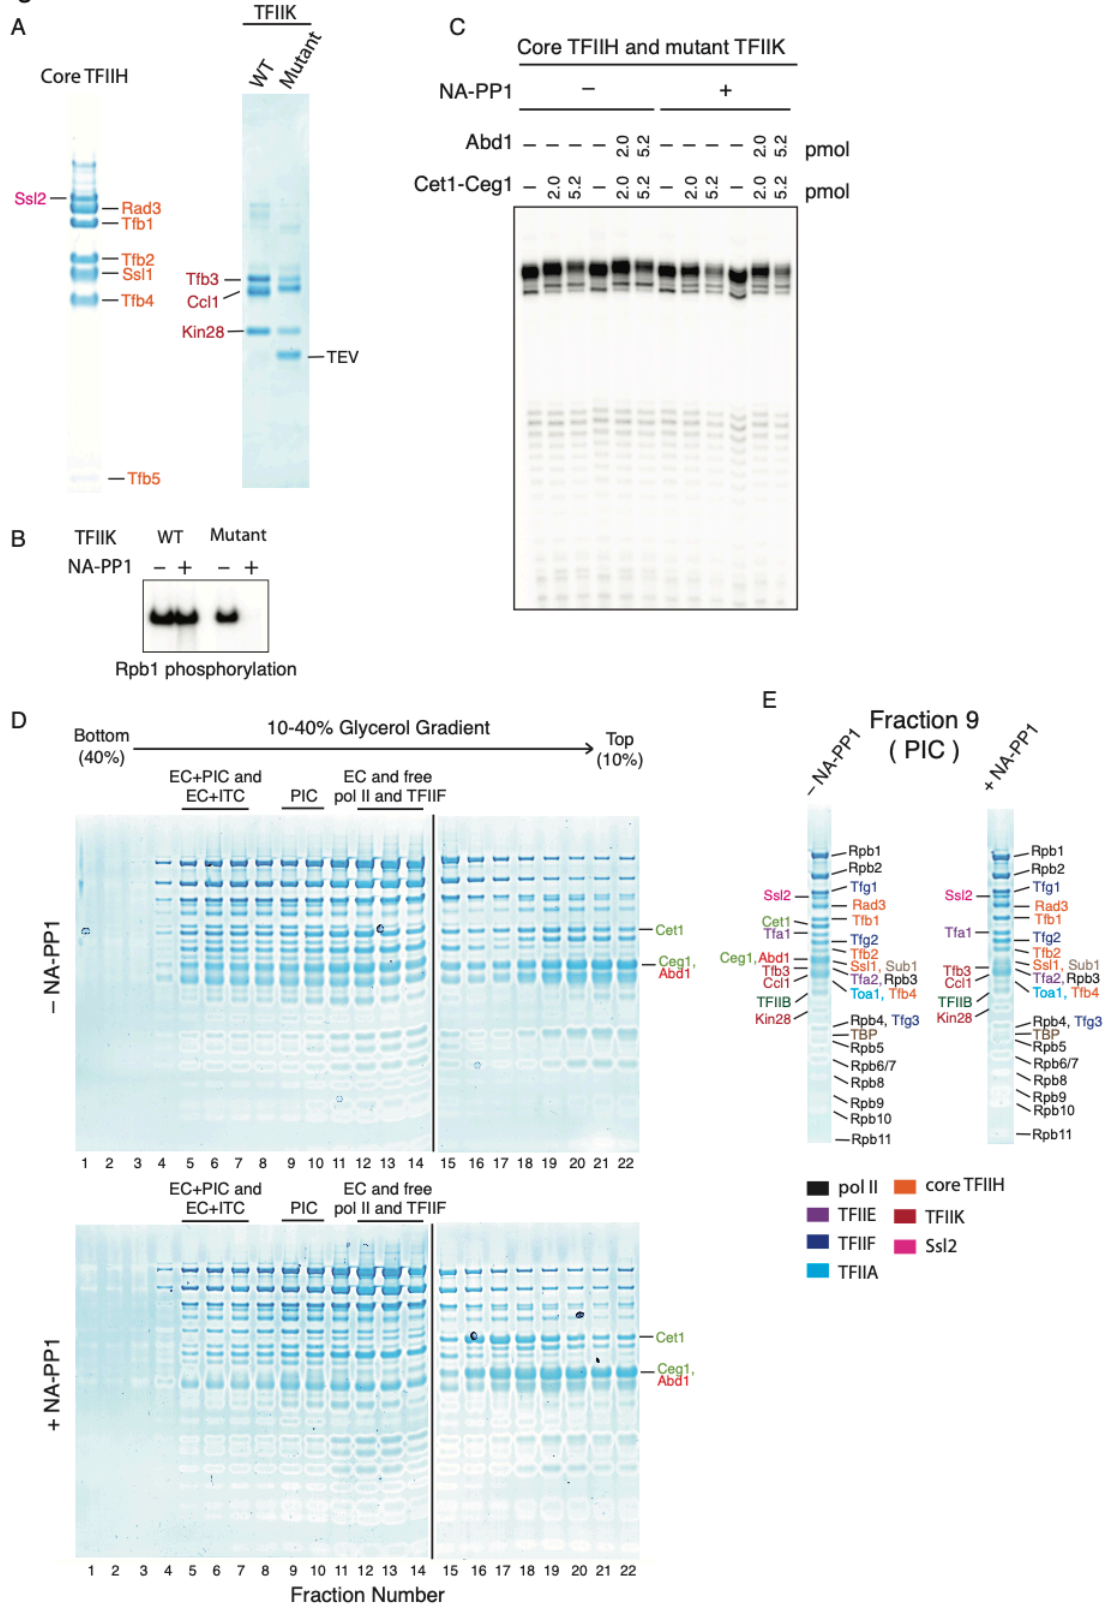 A
TFIIK
Core TFIIH
WT
Mutant
Ssl2
Rad3
Tfb1
Tfb2
Ssl1
Tfb4
Tfb3
Ccl1
Kin28
TEV
Tfb5
B
TFIIK WT Mutant
NA-PP1 – + – +
Rpb1 phosphorylation
C
Core TFIIH and mutant TFIIK
NA-PP1 – +
Abd1 – – – – 2.0 5.2 – – – – 2.0 5.2 pmol
Cet1-Ceg1 – 2.0 5.2 – 2.0 5.2 – 2.0 5.2 – 2.0 5.2 pmol
D
10-40% Glycerol Gradient
Bottom
(40%)
Top
(10%)
EC+PIC and
EC+ITC
PIC
EC and free
pol II and TFIIF
– NA-PP1
Cet1
Ceg1,
Abd1
1 2 3 4 5 6 7 8 9 10 11 12 13 14 15 16 17 18 19 20 21 22
EC+PIC and
EC+ITC
PIC
EC and free
pol II and TFIIF
+ NA-PP1
Cet1
Ceg1,
Abd1
1 2 3 4 5 6 7 8 9 10 11 12 13 14 15 16 17 18 19 20 21 22
Fraction Number
E
Fraction 9
( PIC )
– NA-PP1
Rpb1
Rpb2
Ssl2
Tfg1
Rad3
Cet1
Tfb1
Tfa1
Tfg2
Tfb2
Ceg1,Abd1
Ssl1, Sub1
Tfb3
Tfa2,Rpb3
Ccl1
Toa1, Tfb4
TFIIB
Kin28
Rpb4, Tfg3
TBP
Rpb5
Rpb6/7
Rpb8
Rpb9
Rpb10
Rpb11
+ NA-PP1
Rpb1
Rpb2
Ssl2
Tfg1
Rad3
Tfb1
Tfa1
Tfg2
Tfb2
Ssl1, Sub1
Tfb3
Tfa2,Rpb3
Ccl1
Toa1, Tfb4
TFIIB
Kin28
Rpb4, Tfg3
TBP
Rpb5
Rpb6/7
Rpb8
Rpb9
Rpb10
Rpb11
pol II
core TFIIH
TFIIE
TFIIK
TFIIF
Ssl2
TFIIA